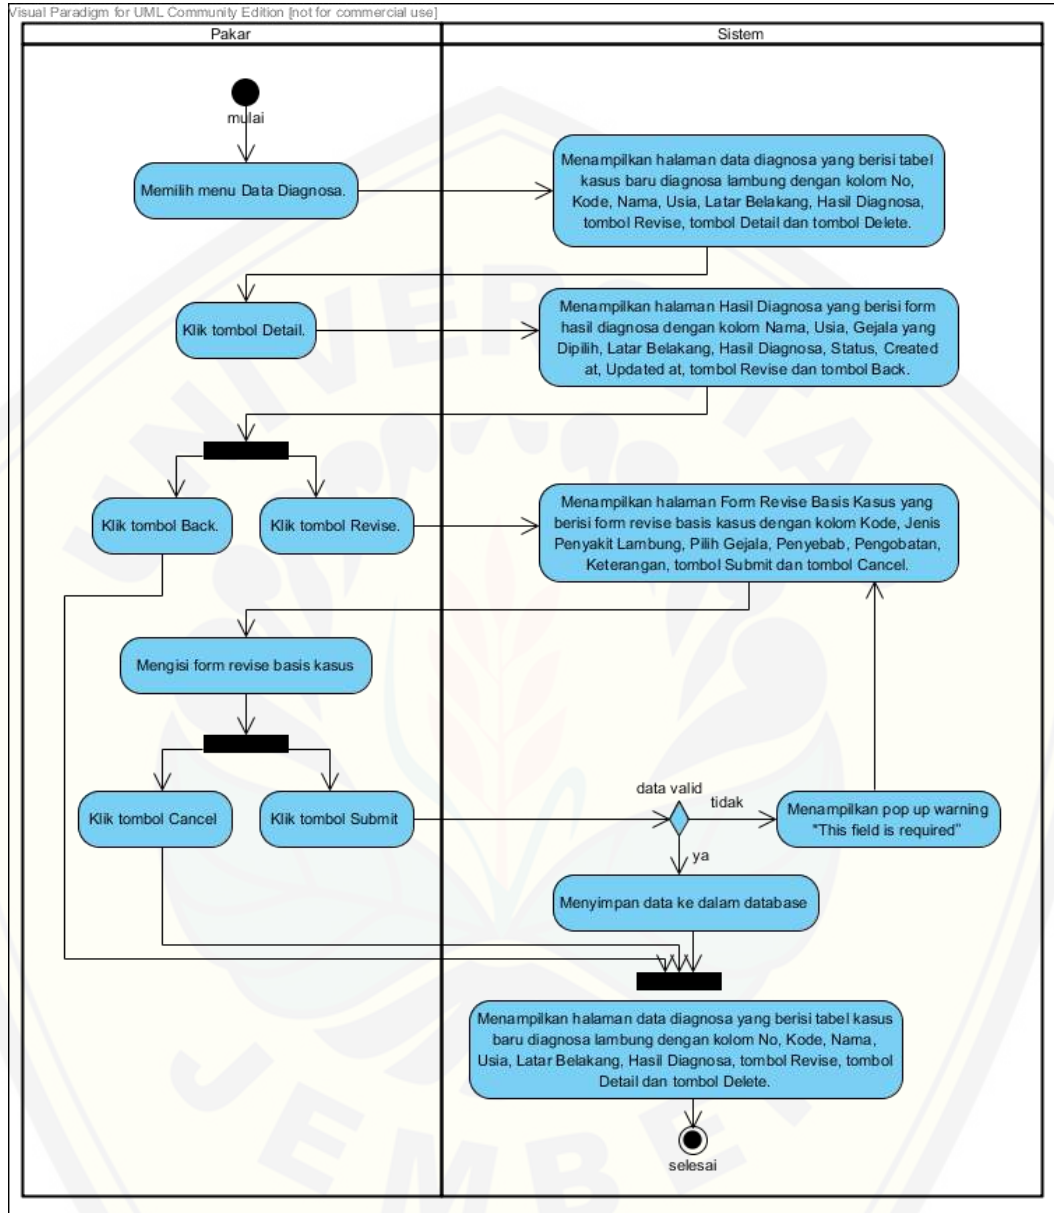 Visual Paradigm for UML Community Edition [not for commercial use]
Pakar
Sistem
mulai
Memilih menu Data Diagnosa.
Menampilkan halaman data diagnosa yang berisi tabel
kasus baru diagnosa lambung dengan kolom No,
Kode, Nama, Usia, Latar Belakang, Hasil Diagnosa,
tombol Revise, tombol Detail dan tombol Delete.
Klik tombol Detail.
Menampilkan halaman Hasil Diagnosa yang berisi form
hasil diagnosa dengan kolom Nama, Usia, Gejala yang
Dipilih, Latar Belakang, Hasil Diagnosa, Status, Created
at, Updated at, tombol Revise dan tombol Back.
Klik tombol Back.
Klik tombol Revise.
Menampilkan halaman Form Revise Basis Kasus yang
berisi form revise basis kasus dengan kolom Kode, Jenis
Penyakit Lambung, Pilih Gejala, Penyebab, Pengobatan,
Keterangan, tombol Submit dan tombol Cancel.
Mengisi form revise basis kasus
Klik tombol Cancel
Klik tombol Submit
data valid
tidak
Menampilkan pop up warning
"This field is required"
ya
Menyimpan data ke dalam database
Menampilkan halaman data diagnosa yang berisi tabel kasus
baru diagnosa lambung dengan kolom No, Kode, Nama,
Usia, Latar Belakang, Hasil Diagnosa, tombol Revise, tombol
Detail dan tombol Delete.
selesai
UNIVERSITA
JEMBER